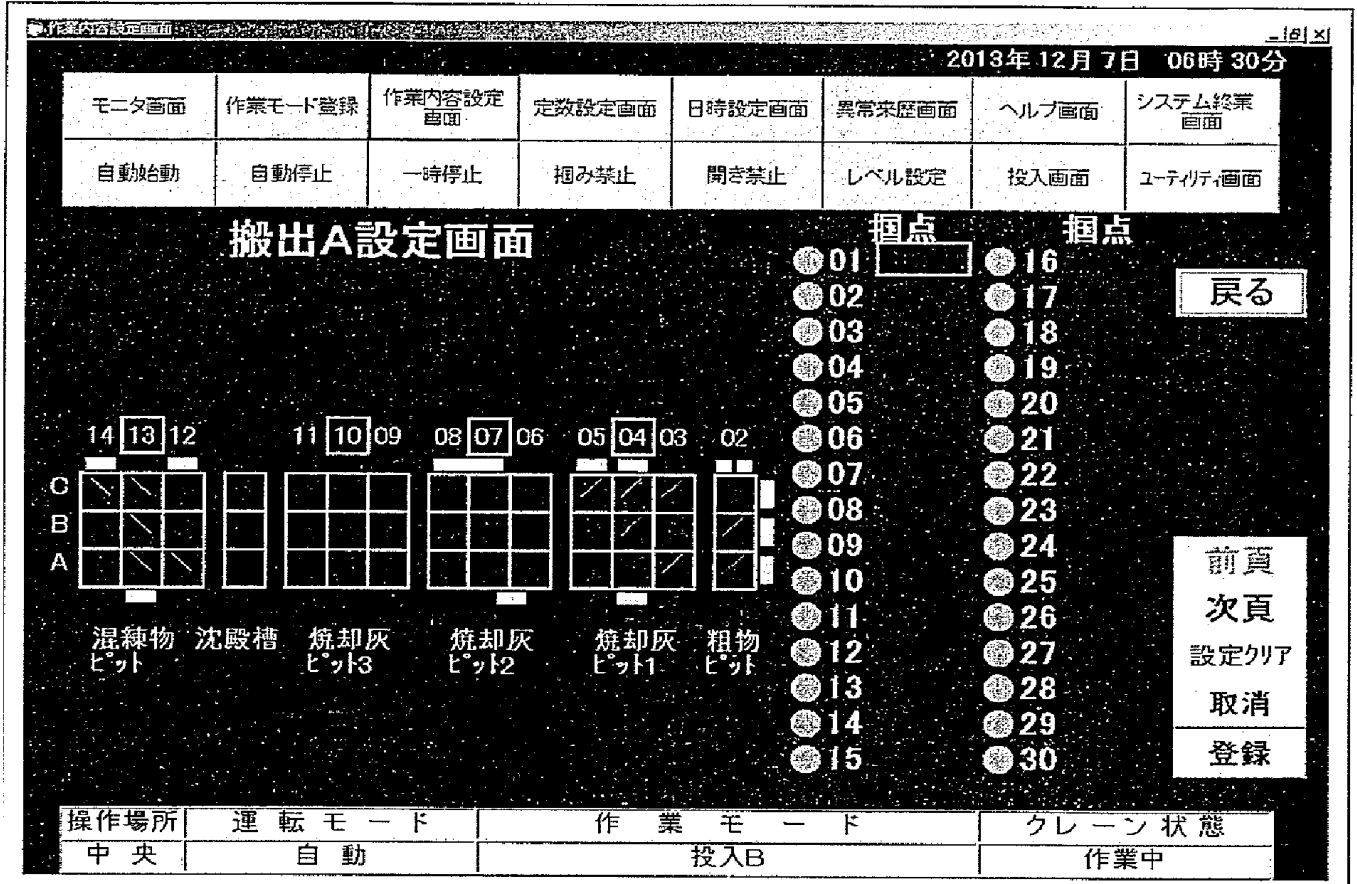 作業内容設定画面
2013年 12月 7日 06時 30分
モニタ画面 作業モード登録 作業内容設定画面 定数設定画面 日時設定画面 異常来歴画面 ヘルプ画面 システム終業画面
自動始動 自動停止 一時停止 掴み禁止 開き禁止 レベル設定 投入画面 ユーティリティ画面
搬出A設定画面
掴点 掴点
01 16
02 17
戻る
03 18
04 19
05 20
14 13 12 11 10 09 08 07 06 05 04 03 02
06 21
07 22
C
08 23
B
09 24
A
10 25
11 26
12 27
13 28
14 29
15 30
前頁
次頁
設定クリア
取消
登録
混練物ピット 沈殿槽 焼却灰ピット3 焼却灰ピット2 焼却灰ピット1 粗物ピット
操作場所 運転モード 作業モード クレーン状態
中央 自動 投入B 作業中